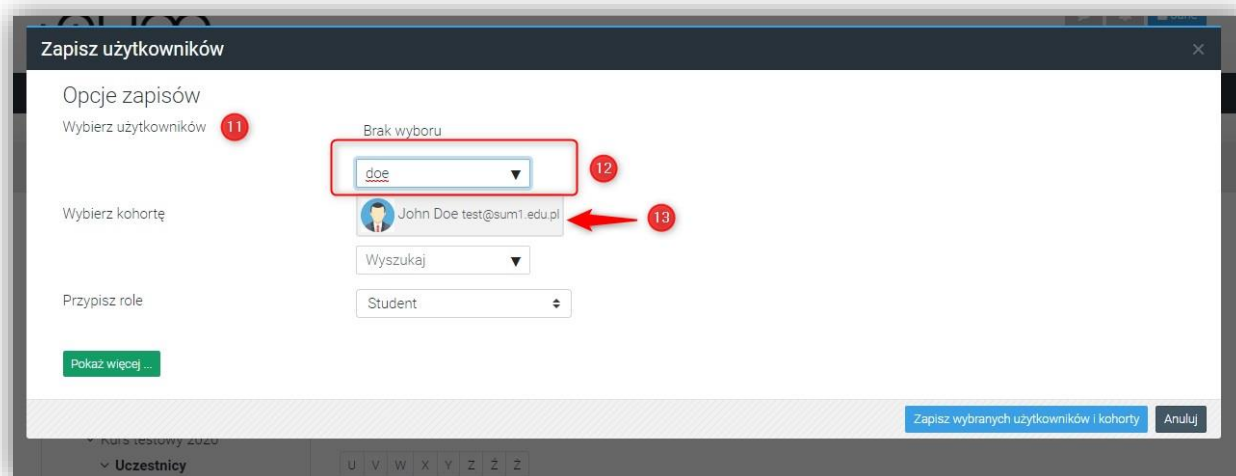 Zapisz użytkowników
×
Opcje zapisów
Wybierz użytkowników 11
Brak wyboru
doe ▼ 12
Wybierz kohortę
John Doe test@sum1.edu.pl 13
Wyszukaj ▼
Przypisz role
Student
Pokaż więcej ...
Zapisz wybranych użytkowników i kohorty
Anuluj
Kurs testowy 2020
Uczestnicy
U V W X Y Z Ź Ż